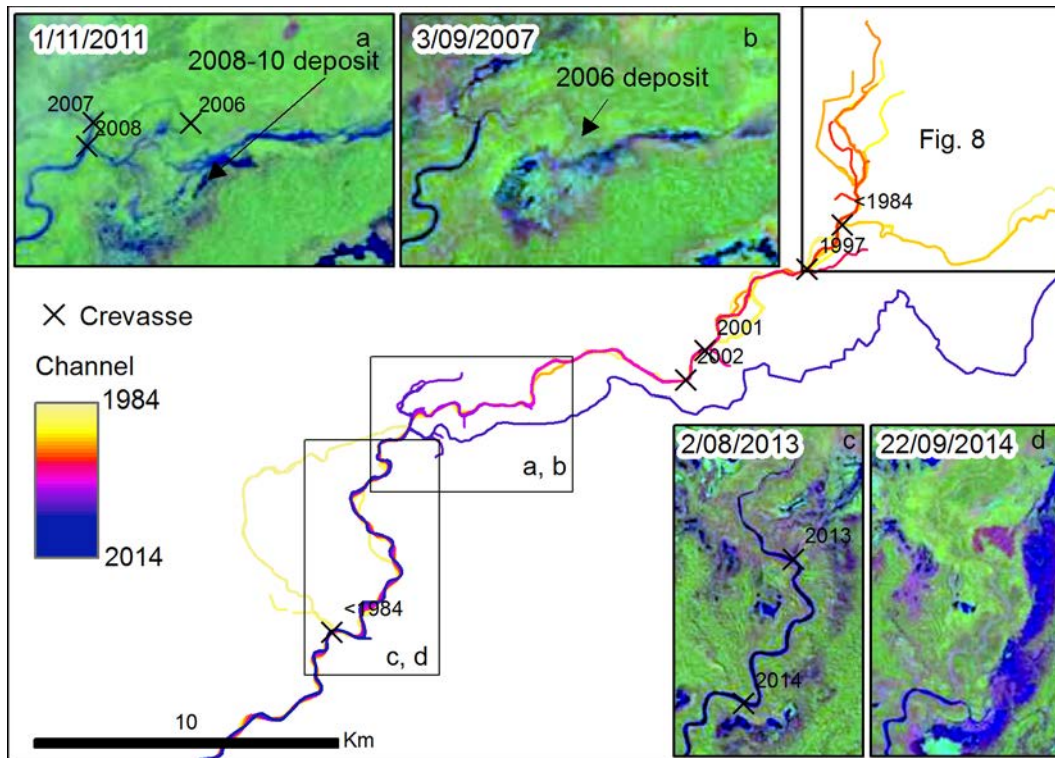 1/11/2011
a
2008-10 deposit
2007
2008
2006
3/09/2007
b
2006 deposit
Fig. 8
<1984
1997
2001
2002
Crevasse
Channel
1984
2014
a, b
<1984
c, d
10
Km
2/08/2013
c
2013
2014
22/09/2014
d